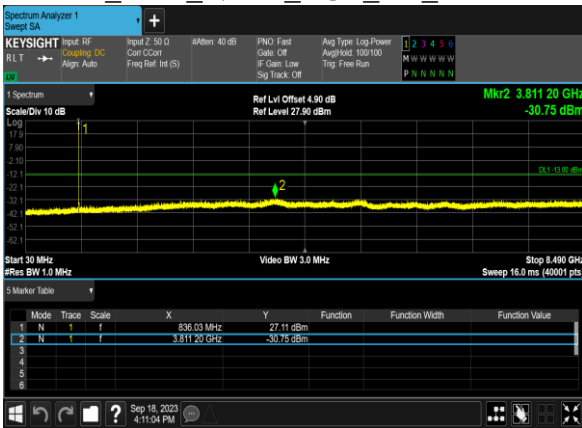 Spectrum Analyzer 1
Swept SA
KEYSIGHT Input: RF Input Z: 50 Ω #Atten: 40 dB PNO: Fast Avg Type: Log-Power 1 2 3 4 5 6
RLT Coupling: DC Corr CCorr Gate: Off Avg|Hold: 100/100 M W W W W W
Align: Auto Freq Ref: Int (S) IF Gain: Low Trig: Free Run
Sig Track: Off P N N N N N
1 Spectrum Ref Lvl Offset 4.90 dB Mkr2 3.811 20 GHz
Scale/Div 10 dB Ref Level 27.90 dBm -30.75 dBm
Log
17.9 1
7.90
-2.10
-12.1 DL1 -13.00 dBm
-22.1 2
-32.1
-42.1
-52.1
-62.1
Start 30 MHz Video BW 3.0 MHz Stop 8.490 GHz
#Res BW 1.0 MHz Sweep 16.0 ms (40001 pts
5 Marker Table
Mode Trace Scale X Y Function Function Width Function Value
1 N 1 f 836.03 MHz 27.11 dBm
2 N 1 f 3.811 20 GHz -30.75 dBm
3
4
5
6
? Sep 18, 2023
4:11:04 PM